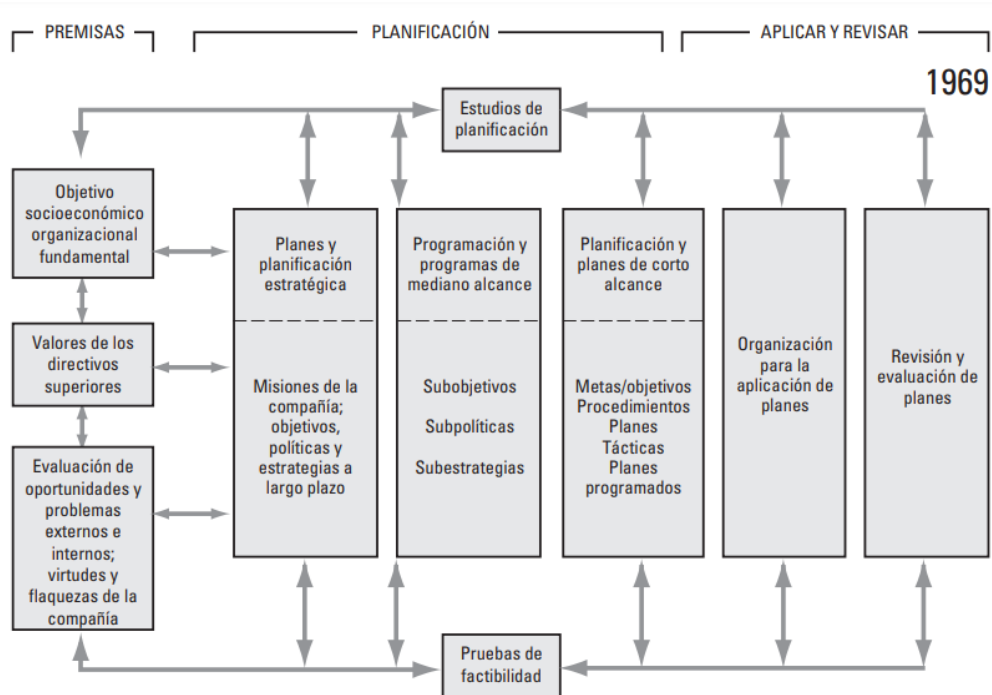 PREMISAS
PLANIFICACIÓN
APLICAR Y REVISAR
1969
Estudios de
planificación
Objetivo
socioeconómico
organizacional
fundamental
Valores de los
directivos
superiores
Evaluación de
oportunidades y
problemas
externos e
internos;
virtudes y
flaquezas de la
compañía
Planes y
planificación
estratégica
Misiones de la
compañía;
objetivos,
políticas y
estrategias a
largo plazo
Programación y
programas de
mediano alcance
Subobjetivos
Subpolíticas
Subestrategias
Planificación y
planes de corto
alcance
Metas/objetivos
Procedimientos
Planes
Tácticas
Planes
programados
Organización
para la
aplicación de
planes
Revisión y
evaluación de
planes
Pruebas de
factibilidad